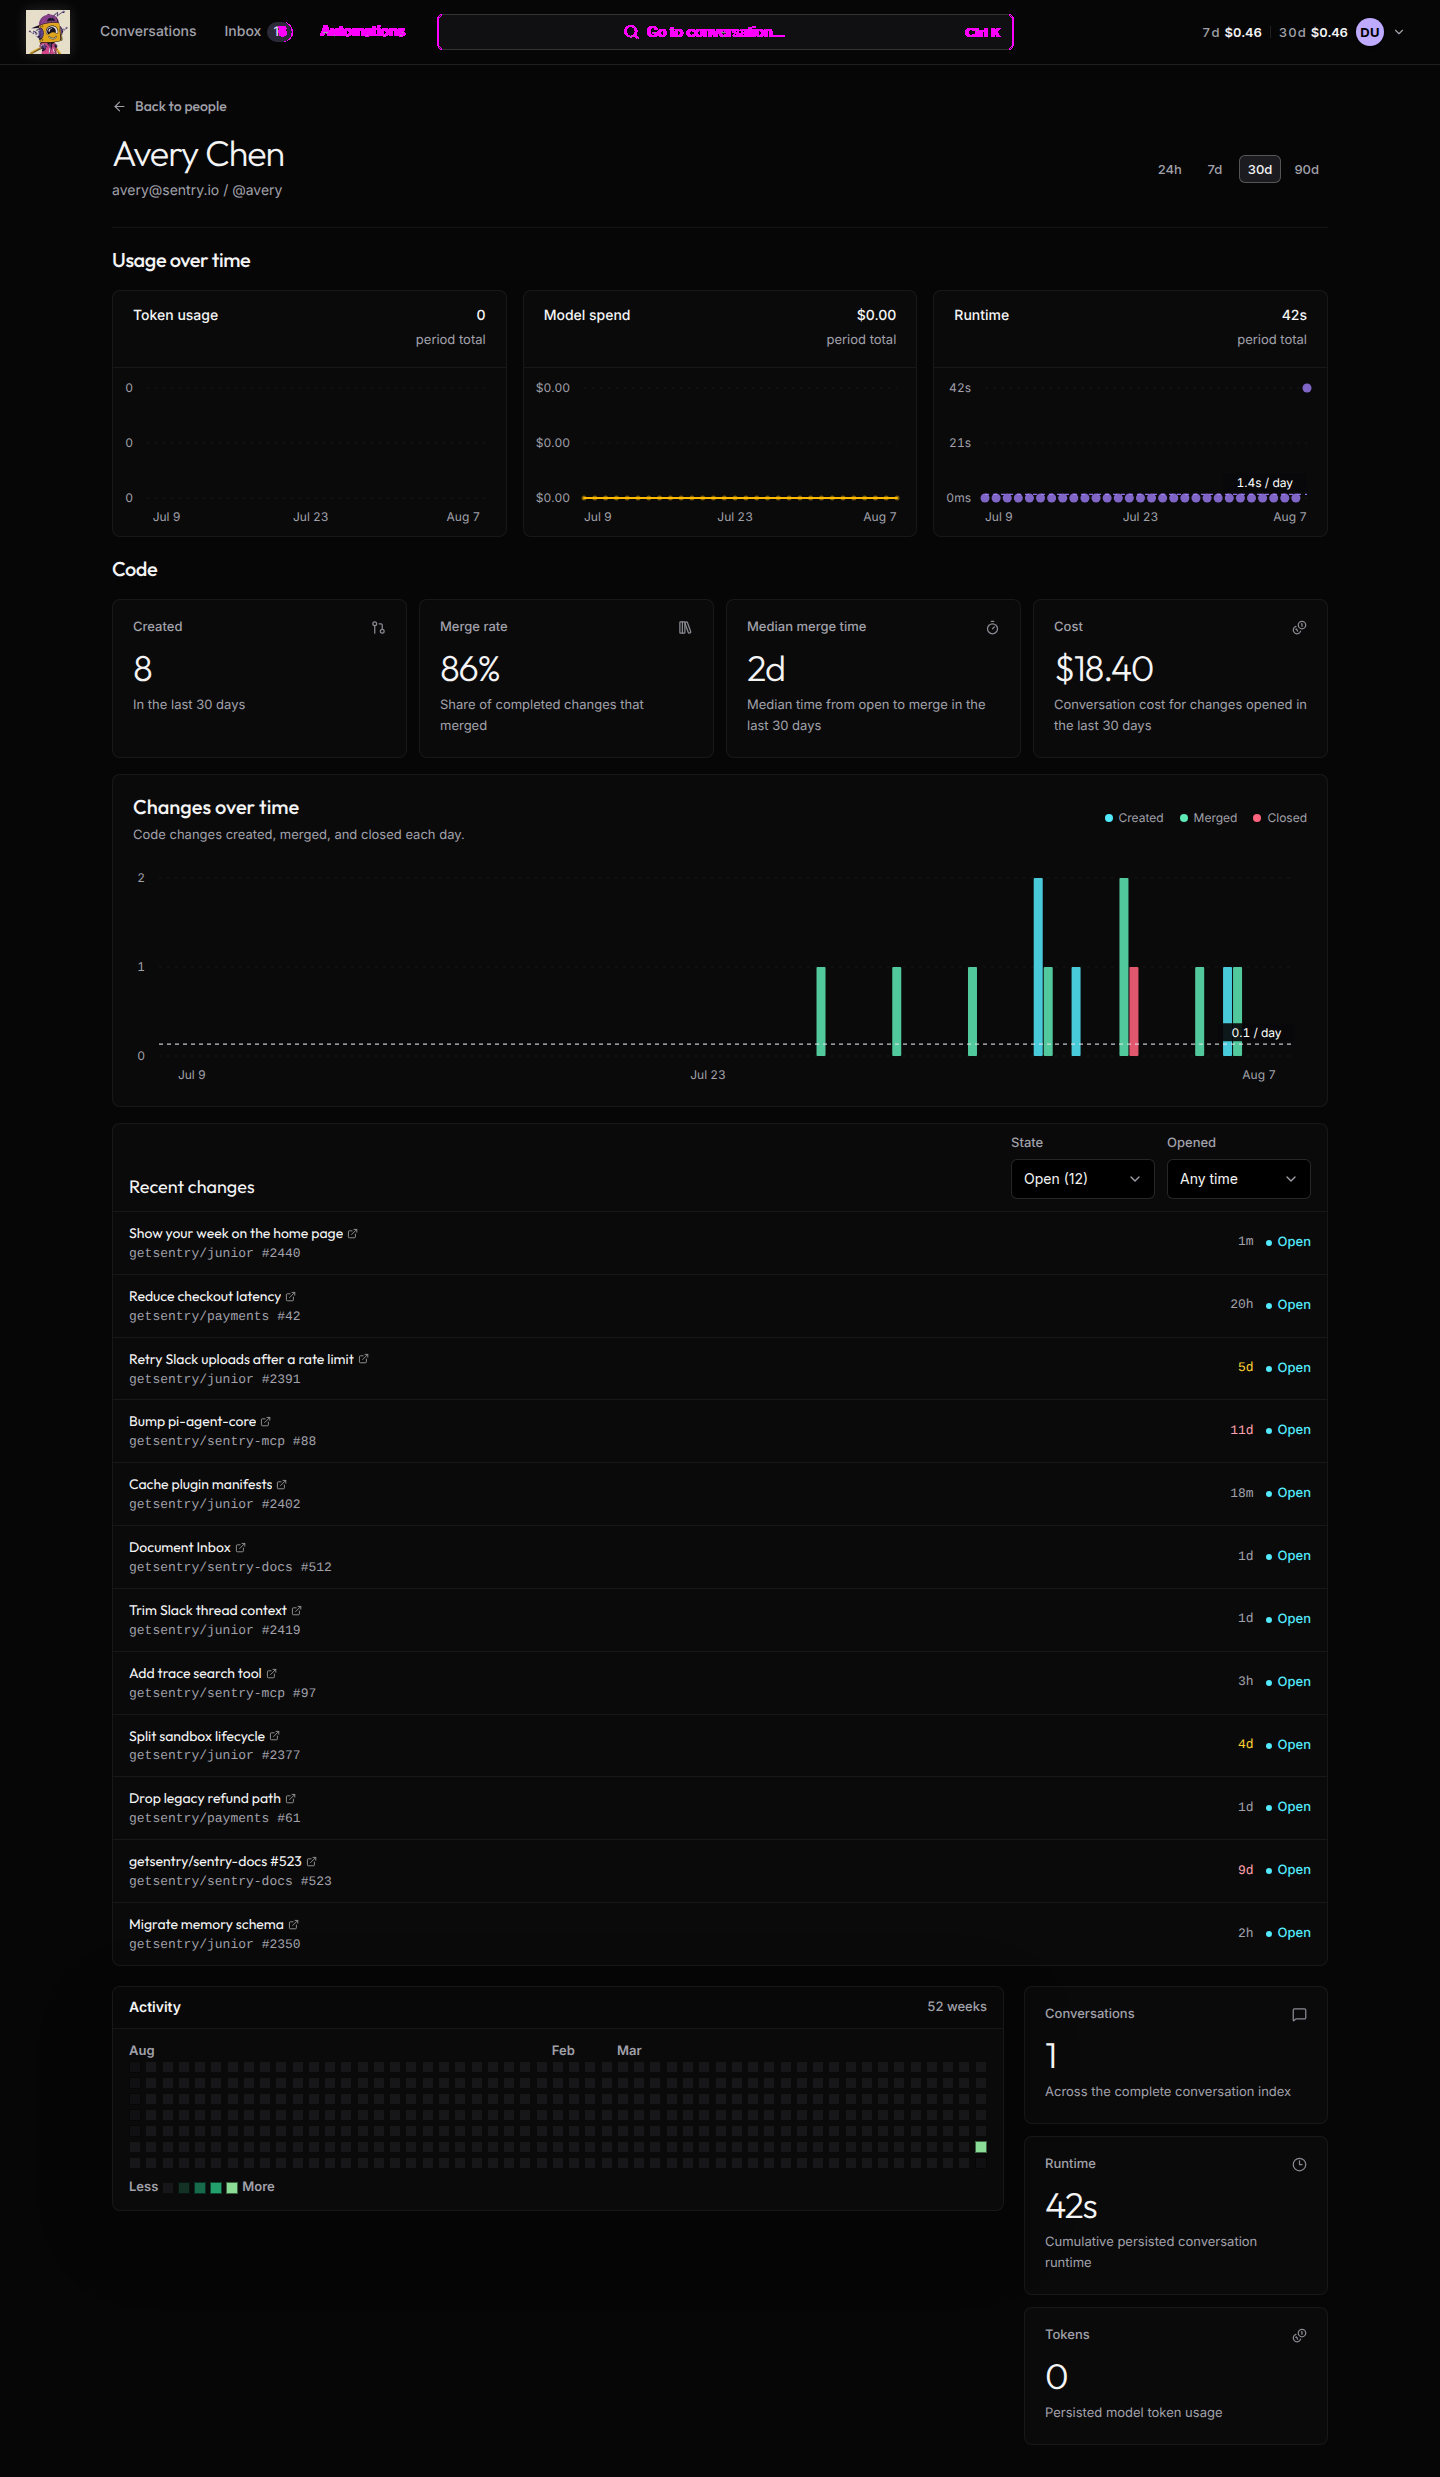 Conversations
Inbox
Automations
Go to conversation...
Ctrl K
7d $0.46
30d $0.46
DU
Back to people
Avery Chen
avery@sentry.io / @avery
24h
7d
30d
90d
Usage over time
Token usage
0
period total
0
0
0
Jul 9
Jul 23
Aug 7
Model spend
$0.00
period total
$0.00
$0.00
$0.00
Jul 9
Jul 23
Aug 7
Runtime
42s
period total
42s
21s
1.4s / day
0ms
Jul 9
Jul 23
Aug 7
Code
Created
8
In the last 30 days
Merge rate
86%
Share of completed changes that
merged
Median merge time
2d
Median time from open to merge in the
last 30 days
Cost
$18.40
Conversation cost for changes opened in
the last 30 days
Changes over time
Code changes created, merged, and closed each day.
Created
Merged
Closed
2
1
0.1 / day
0
Jul 9
Jul 23
Aug 7
Recent changes
State
Open (12)
Opened
Any time
Show your week on the home page
getsentry/junior #2440
1m
Open
Reduce checkout latency
getsentry/payments #42
20h
Open
Retry Slack uploads after a rate limit
getsentry/junior #2391
5d
Open
Bump pi-agent-core
getsentry/sentry-mcp #88
11d
Open
Cache plugin manifests
getsentry/junior #2402
18m
Open
Document Inbox
getsentry/sentry-docs #512
1d
Open
Trim Slack thread context
getsentry/junior #2419
1d
Open
Add trace search tool
getsentry/sentry-mcp #97
3h
Open
Split sandbox lifecycle
getsentry/junior #2377
4d
Open
Drop legacy refund path
getsentry/payments #61
1d
Open
getsentry/sentry-docs #523
getsentry/sentry-docs #523
9d
Open
Migrate memory schema
getsentry/junior #2350
2h
Open
Activity
52 weeks
Aug
Feb
Mar
Less
More
Conversations
1
Across the complete conversation index
Runtime
42s
Cumulative persisted conversation
runtime
Tokens
0
Persisted model token usage